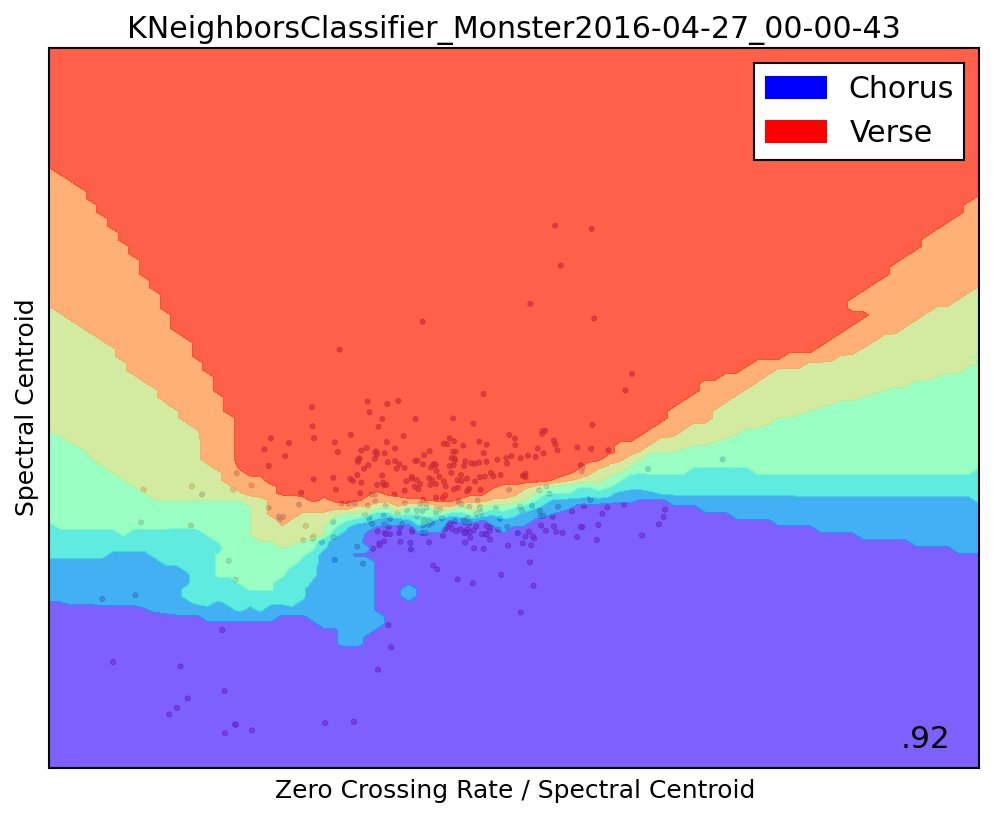 KNeighborsClassifier_Monster2016-04-27_00-00-43
Chorus
Verse
Spectral Centroid
.92
Zero Crossing Rate / Spectral Centroid